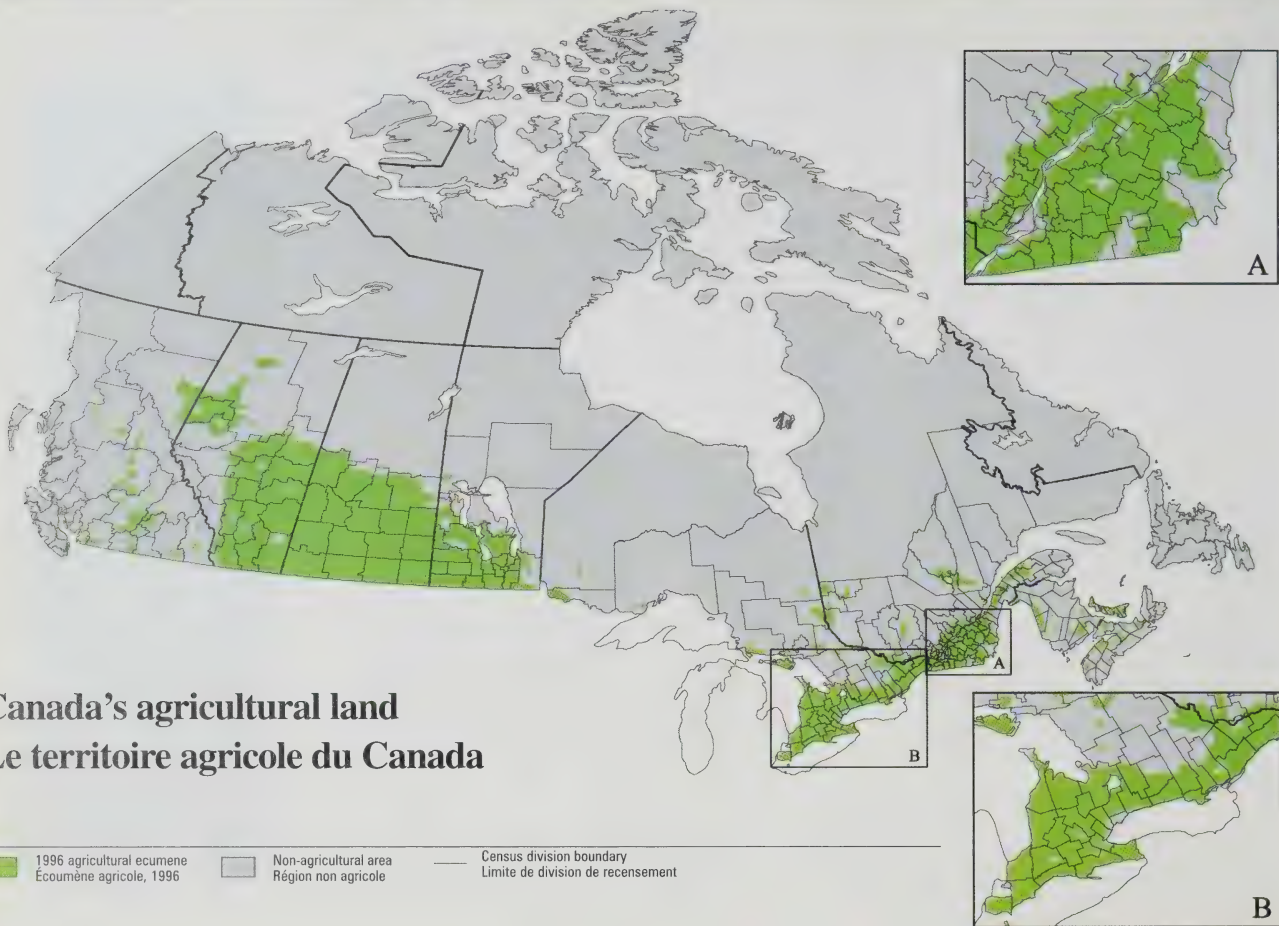 A
A
B
Canada's agricultural land
Le territoire agricole du Canada
1996 agricultural ecumene
Écoumène agricole, 1996
Non-agricultural area
Région non agricole
Census division boundary
Limite de division de recensement
B